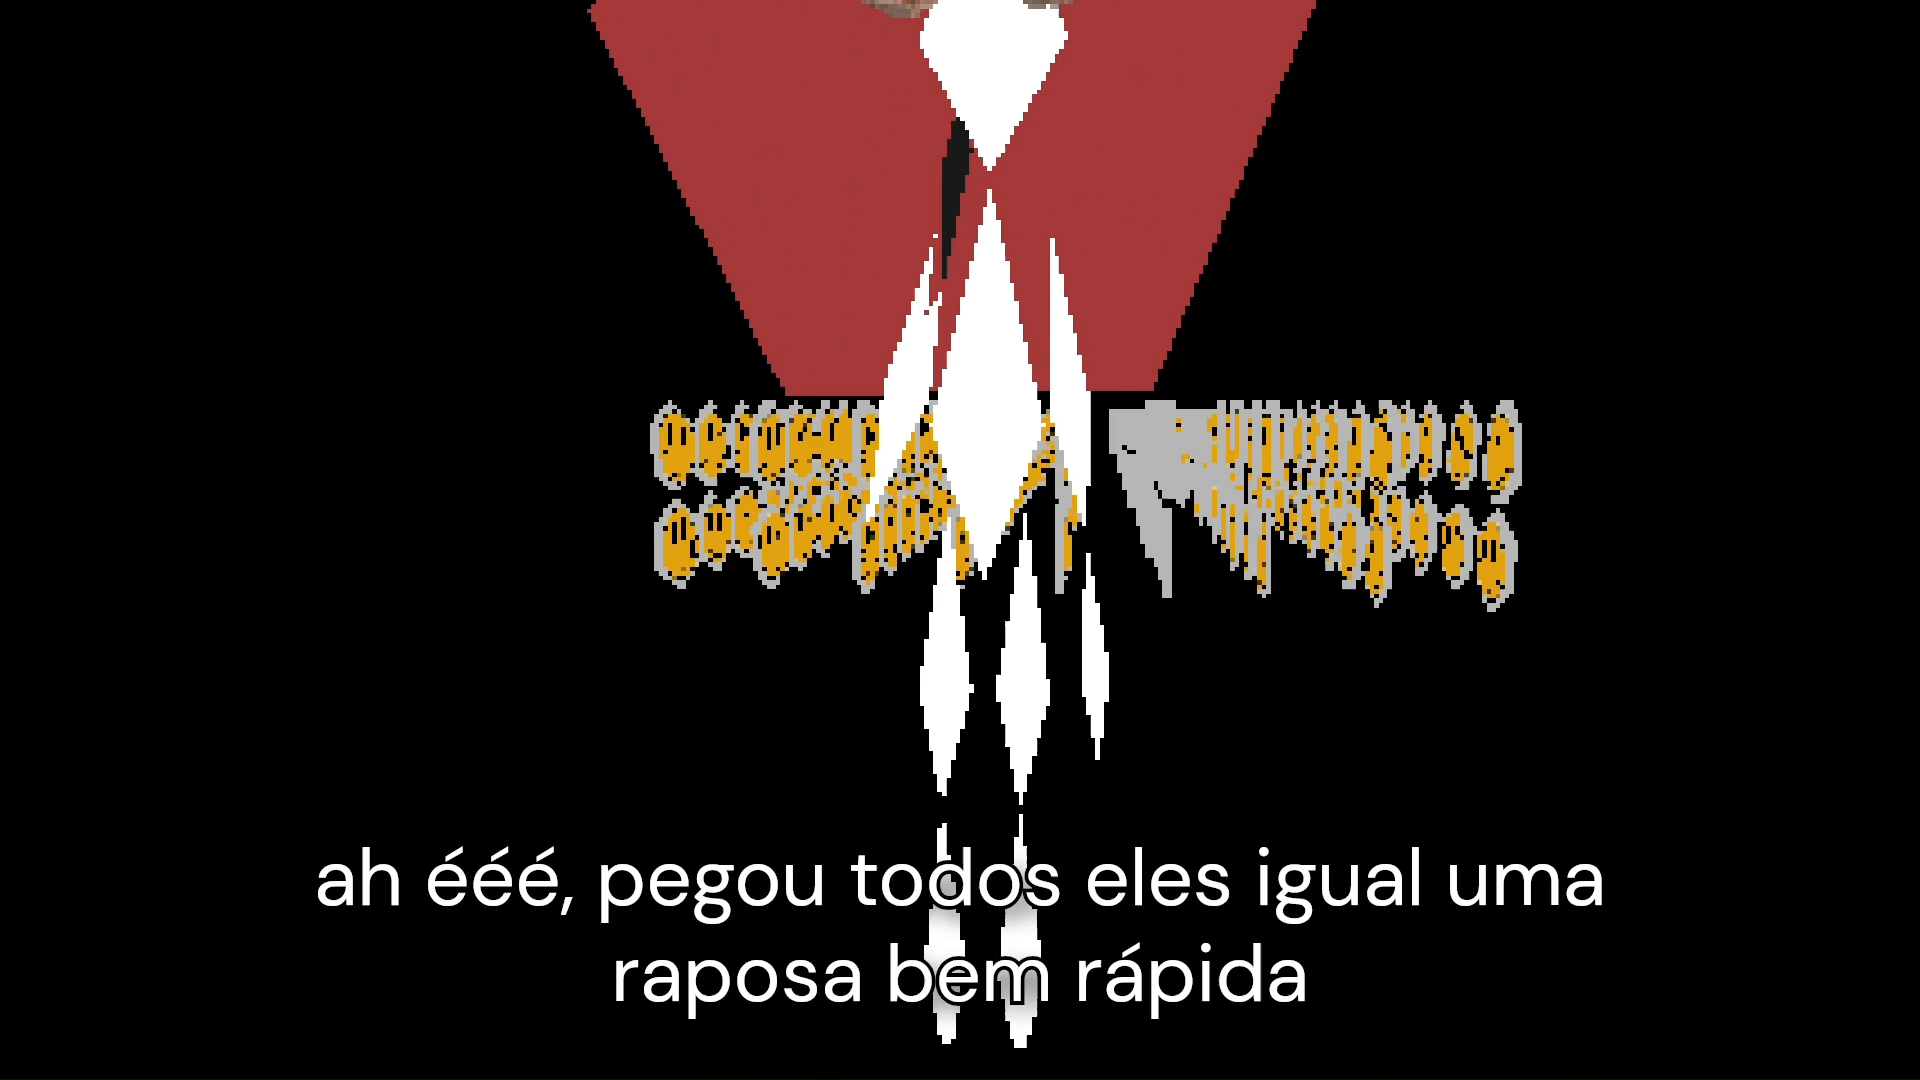 ah ééé, pegou todos eles igual uma
raposa bem rápida